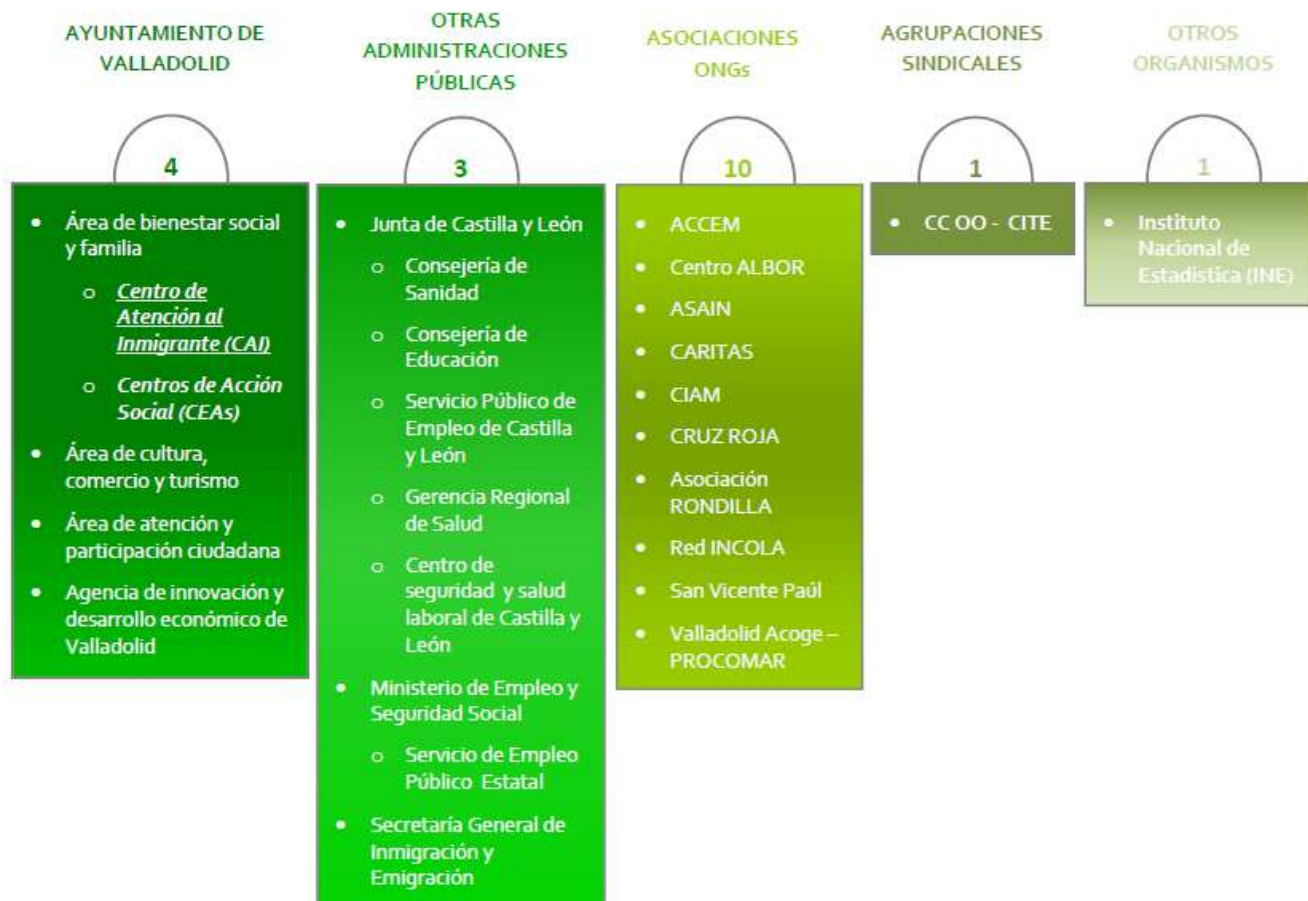 AYUNTAMIENTO DE
VALLADOLID
4
• Área de bienestar social
y familia
o Centro de
Atención al
Inmigrante (CAI)
o Centros de Acción
Social (CEAs)
• Área de cultura,
comercio y turismo
• Área de atención y
participación ciudadana
• Agencia de innovación y
desarrollo económico de
Valladolid
OTRAS
ADMINISTRACIONES
PÚBLICAS
3
• Junta de Castilla y León
o Consejería de
Sanidad
o Consejería de
Educación
o Servicio Público de
Empleo de Castilla
y León
o Gerencia Regional
de Salud
o Centro de
seguridad y salud
laboral de Castilla y
León
• Ministerio de Empleo y
Seguridad Social
o Servicio de Empleo
Público Estatal
• Secretaría General de
Inmigración y
Emigración
ASOCIACIONES
ONGs
10
• ACCEM
• Centro ALBOR
• ASAIN
• CARITAS
• CIAM
• CRUZ ROJA
• Asociación
RONDILLA
• Red INCOLA
• San Vicente Paúl
• Valladolid Acoge –
PROCOMAR
AGRUPACIONES
SINDICALES
1
• CC OO - CITE
OTROS
ORGANISMOS
1
• Instituto
Nacional de
Estadistica (INE)